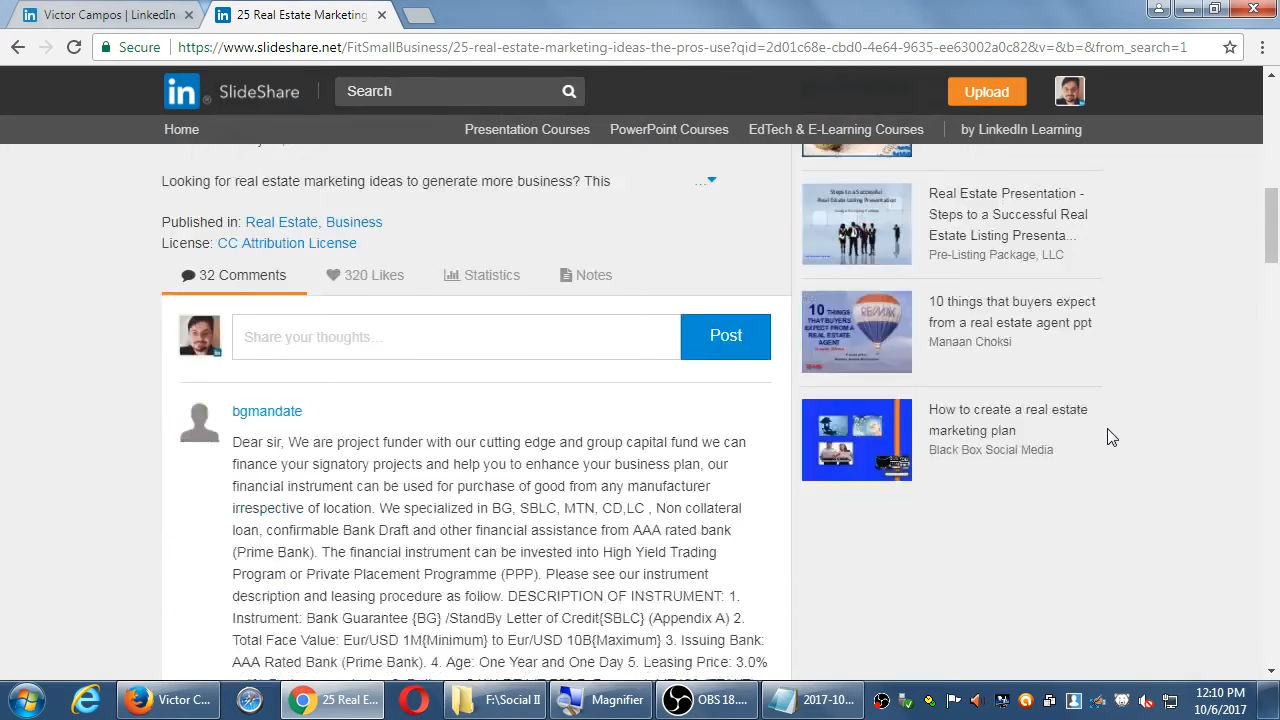 Victor Campos | LinkedIn
25 Real Estate Marketing
Secure
https://www.slideshare.net/FitSmallBusiness/25-real-estate-marketing-ideas-the-pros-use?qid=2d01c68e-cbd0-4e64-9635-ee63002a0c82&v=&b=&from_search=1
in SlideShare
Search
Upload
Home
Presentation Courses
PowerPoint Courses
EdTech & E-Learning Courses
by LinkedIn Learning
Looking for real estate marketing ideas to generate more business? This ...
Published in: Real Estate, Business
License: CC Attribution License
32 Comments
320 Likes
Statistics
Notes
Share your thoughts ...
Post
bgmandate
Dear sir, We are project funder with our cutting edge and group capital fund we can
finance your signatory projects and help you to enhance your business plan, our
financial instrument can be used for purchase of good from any manufacturer
irrespective of location. We specialized in BG, SBLC, MTN, CD,LC , Non collateral
loan, confirmable Bank Draft and other financial assistance from AAA rated bank
(Prime Bank). The financial instrument can be invested into High Yield Trading
Program or Private Placement Programme (PPP). Please see our instrument
description and leasing procedure as follow. DESCRIPTION OF INSTRUMENT: 1.
Instrument: Bank Guarantee {BG} /StandBy Letter of Credit{SBLC} (Appendix A) 2.
Total Face Value: Eur/USD 1M{Minimum} to Eur/USD 10B{Maximum} 3. Issuing Bank:
AAA Rated Bank (Prime Bank). 4. Age: One Year and One Day 5. Leasing Price: 3.0%
Steps to a Successful
Real Estate Listing Presentation
Real Estate Presentation -
Steps to a Successful Real
Estate Listing Presenta...
Pre-Listing Package, LLC
10 THINGS
THAT BUYERS
EXPECT FROM
A REAL ESTATE
AGENT
RE/MAX
10 things that buyers expect
from a real estate agent ppt
Manaan Choksi
How to create a real estate
marketing plan
Black Box Social Media
Victor C...
25 Real E...
F:\Social II
Magnifier
OBS 18....
2017-10...
12:10 PM
10/6/2017